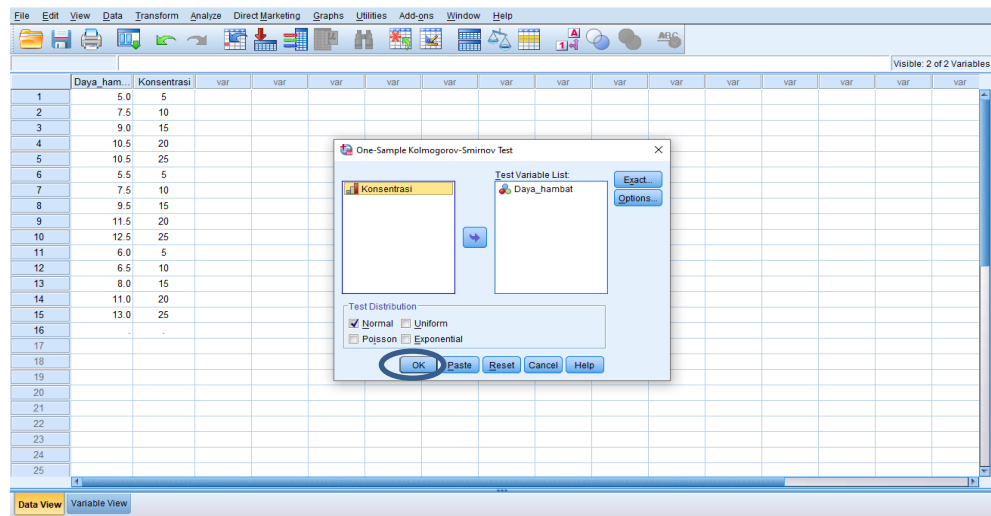 File Edit View Data Transform Analyze Direct Marketing Graphs Utilities Add-ons Window Help
Visible: 2 of 2 Variables
Daya_ham... Konsentrasi var var var var var var var var var var var var var var
1 5.0 5
2 7.5 10
3 9.0 15
4 10.5 20
5 10.5 25
6 5.5 5
7 7.5 10
8 9.5 15
9 11.5 20
10 12.5 25
11 6.0 5
12 6.5 10
13 8.0 15
14 11.0 20
15 13.0 25
16 . .
17
18
19
20
21
22
23
24
25
One-Sample Kolmogorov-Smirnov Test
Test Variable List:
Konsentrasi
Daya_hambat
Exact...
Options...
Test Distribution
Normal Uniform
Poisson Exponential
OK Paste Reset Cancel Help
Data View Variable View